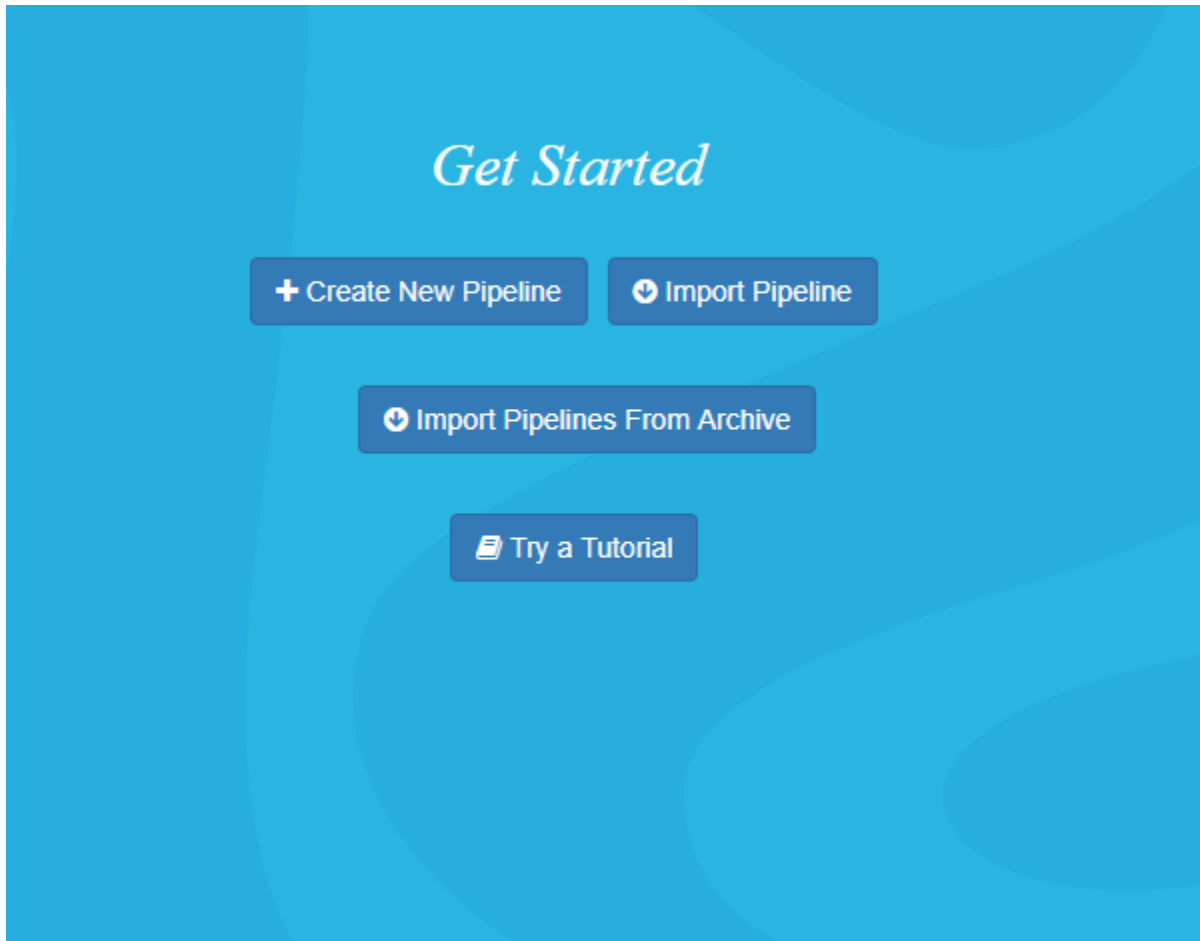 Get Started
Create New Pipeline
Import Pipeline
Import Pipelines From Archive
Try a Tutorial